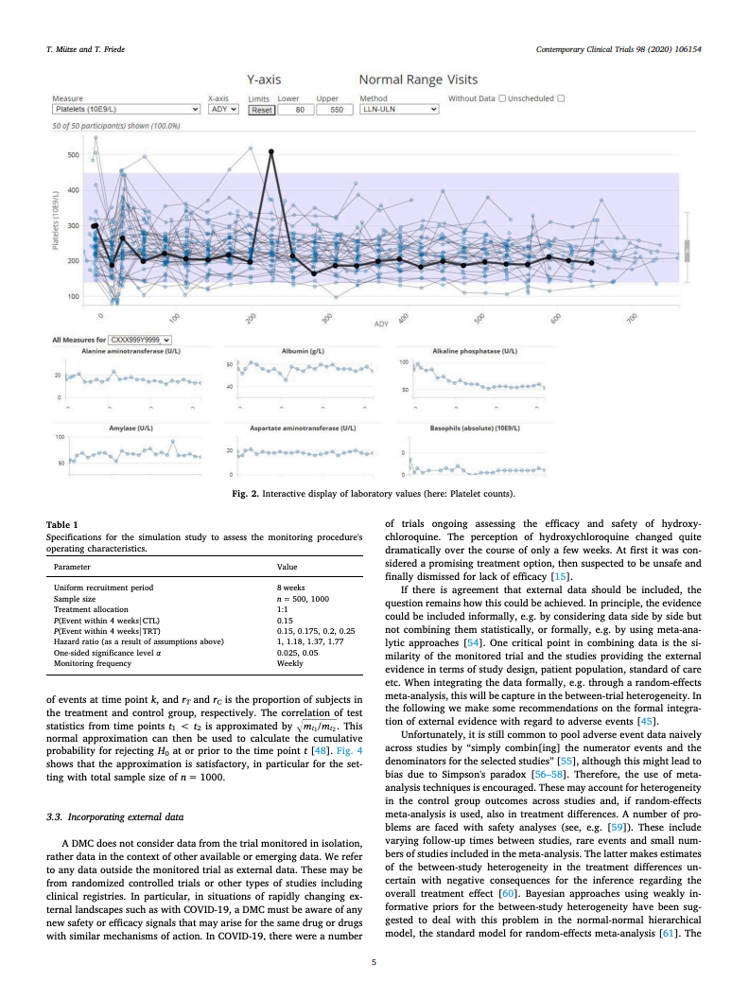 T. Mütze and T. Friede
Contemporary Clinical Trials 98 (2020) 106154
Y-axis
Normal Range Visits
Measure
X-axis
Limits Lower Upper
Method
Without Data
Unscheduled
Platelets (10E9/L)
ADY
Reset
80
550
LLN-ULN
50 of 50 participant(s) shown (100.0%)
Platelets (10E9/L)
500
400
300
200
100
0
100
200
300
400
500
600
700
ADY
All Measures for CXXX999Y9999_
Alanine aminotransferase (U/L)
20
0
Albumin (g/L)
50
40
Alkaline phosphatase (U/L)
100
50
Amylase (U/L)
100
50
Aspartate aminotransferase (U/L)
20
0
Basophils (absolute) (10E9/L)
0
0
Fig. 2. Interactive display of laboratory values (here: Platelet counts).
Table 1
Specifications for the simulation study to assess the monitoring procedure's
operating characteristics.
Parameter Value
Uniform recruitment period 8 weeks
Sample size n = 500, 1000
Treatment allocation 1:1
P(Event within 4 weeks|CTL) 0.15
P(Event within 4 weeks|TRT) 0.15, 0.175, 0.2, 0.25
Hazard ratio (as a result of assumptions above) 1, 1.18, 1.37, 1.77
One-sided significance level α 0.025, 0.05
Monitoring frequency Weekly
of events at time point k, and r_T and r_C is the proportion of subjects in
the treatment and control group, respectively. The correlation of test
statistics from time points t₁ < t₂ is approximated by √m_t₁/m_t₂. This
normal approximation can then be used to calculate the cumulative
probability for rejecting H₀ at or prior to the time point t [48]. Fig. 4
shows that the approximation is satisfactory, in particular for the set-
ting with total sample size of n = 1000.
3.3. Incorporating external data
A DMC does not consider data from the trial monitored in isolation,
rather data in the context of other available or emerging data. We refer
to any data outside the monitored trial as external data. These may be
from randomized controlled trials or other types of studies including
clinical registries. In particular, in situations of rapidly changing ex-
ternal landscapes such as with COVID-19, a DMC must be aware of any
new safety or efficacy signals that may arise for the same drug or drugs
with similar mechanisms of action. In COVID-19, there were a number
of trials ongoing assessing the efficacy and safety of hydroxy-
chloroquine. The perception of hydroxychloroquine changed quite
dramatically over the course of only a few weeks. At first it was con-
sidered a promising treatment option, then suspected to be unsafe and
finally dismissed for lack of efficacy [15].
If there is agreement that external data should be included, the
question remains how this could be achieved. In principle, the evidence
could be included informally, e.g. by considering data side by side but
not combining them statistically, or formally, e.g. by using meta-ana-
lytic approaches [54]. One critical point in combining data is the si-
milarity of the monitored trial and the studies providing the external
evidence in terms of study design, patient population, standard of care
etc. When integrating the data formally, e.g. through a random-effects
meta-analysis, this will be capture in the between-trial heterogeneity. In
the following we make some recommendations on the formal integra-
tion of external evidence with regard to adverse events [45].
Unfortunately, it is still common to pool adverse event data naively
across studies by “simply combin[ing] the numerator events and the
denominators for the selected studies” [55], although this might lead to
bias due to Simpson's paradox [56–58]. Therefore, the use of meta-
analysis techniques is encouraged. These may account for heterogeneity
in the control group outcomes across studies and, if random-effects
meta-analysis is used, also in treatment differences. A number of pro-
blems are faced with safety analyses (see, e.g. [59]). These include
varying follow-up times between studies, rare events and small num-
bers of studies included in the meta-analysis. The latter makes estimates
of the between-study heterogeneity in the treatment differences un-
certain with negative consequences for the inference regarding the
overall treatment effect [60]. Bayesian approaches using weakly in-
formative priors for the between-study heterogeneity have been sug-
gested to deal with this problem in the normal-normal hierarchical
model, the standard model for random-effects meta-analysis [61]. The
5